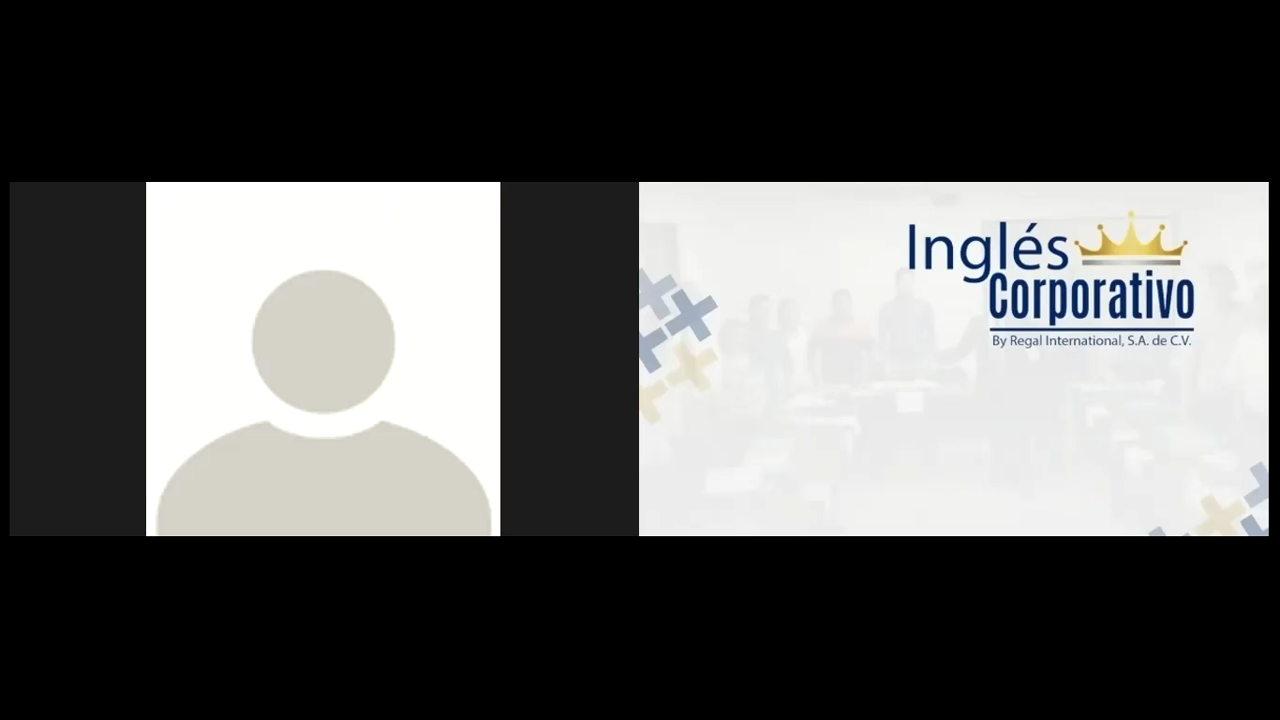 Inglés
Corporativo
By Regal International, S.A. de C.V.